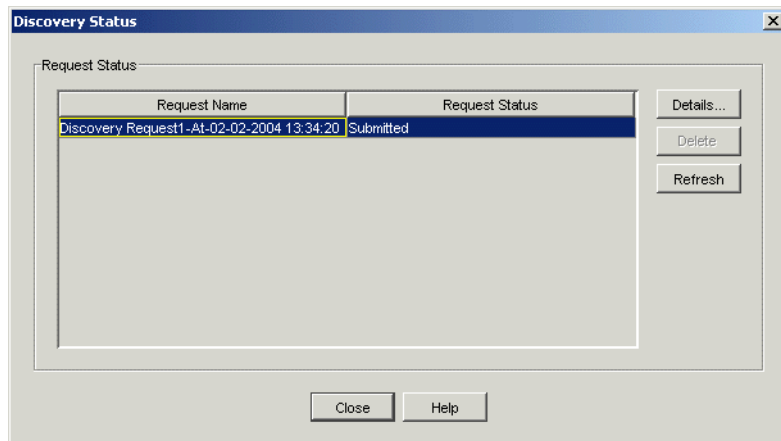 Discovery Status
Request Status
Request Name Request Status Details...
Discovery Request1-At-02-02-2004 13:34:20 Submitted
Delete
Refresh
Close Help